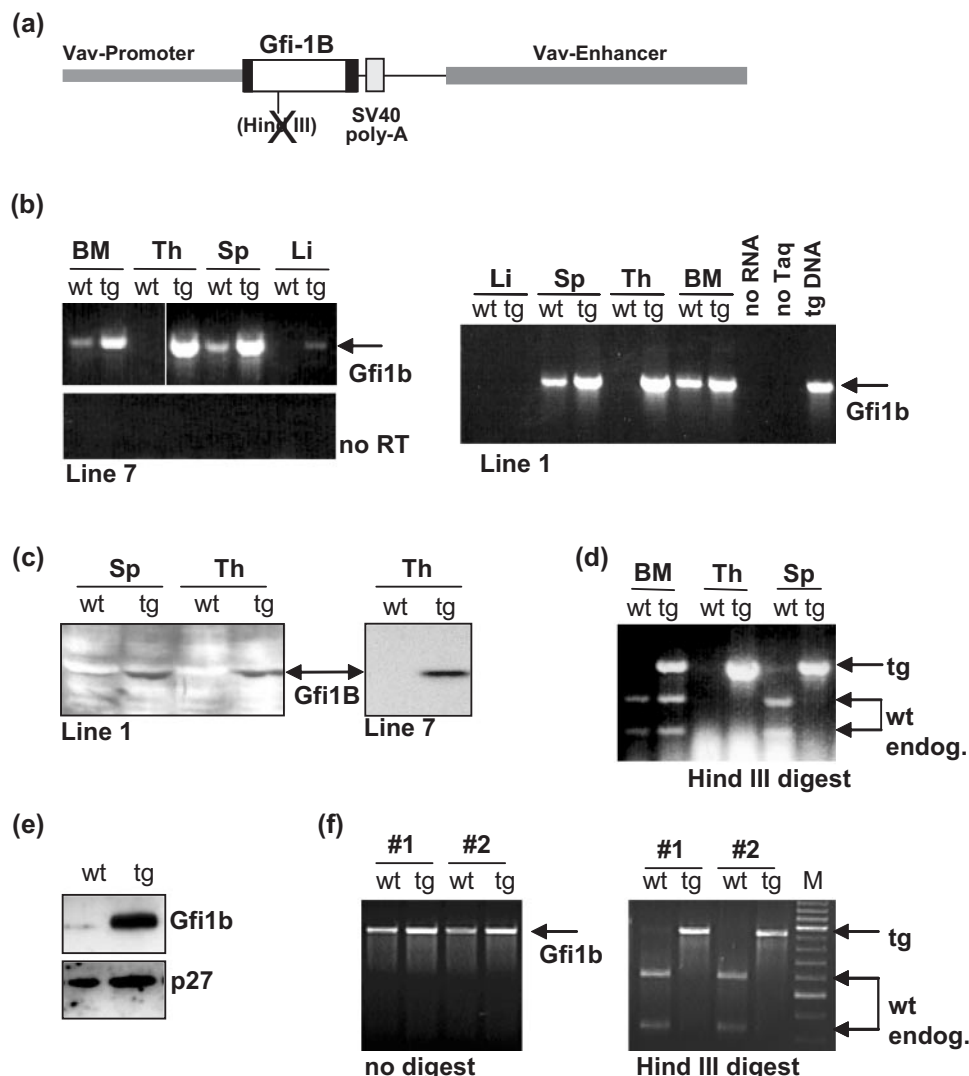 (a)
Vav-Promoter
Gfi-1B
Vav-Enhancer
(Hind III)
SV40
poly-A
(b)
BM Th Sp Li
wt tg wt tg wt tg wt tg
Gfi1b
no RT
Line 7
Li Sp Th BM no RNA no Taq tg DNA
wt tg wt tg wt tg wt tg
Gfi1b
Line 1
(c)
Sp Th
wt tg wt tg
Gfi1B
Line 1
Th
wt tg
Line 7
(d)
BM Th Sp
wt tg wt tg wt tg
tg
wt
endog.
Hind III digest
(e)
wt tg
Gfi1b
p27
(f)
#1 #2
wt tg wt tg
Gfi1b
no digest
#1 #2
wt tg wt tg M
tg
wt
endog.
Hind III digest